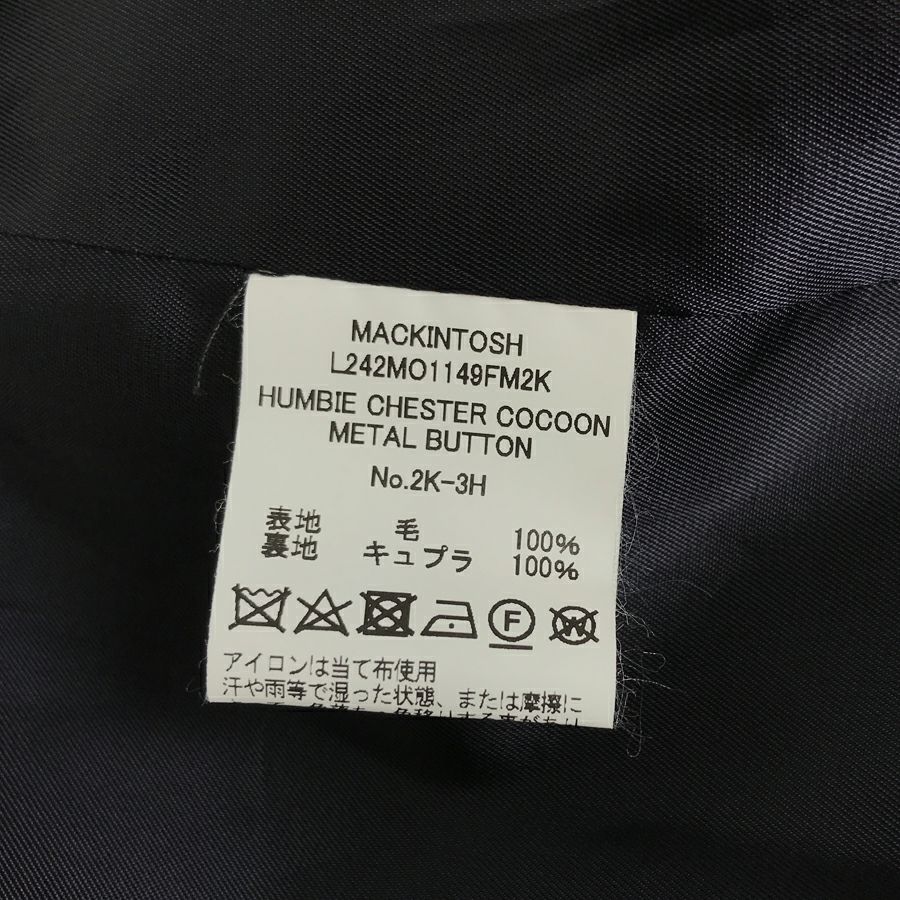 MACKINTOSH
L242MO1149FM2K
HUMBIE CHESTER COCOON
METAL BUTTON
No.2K-3H
表地 毛 100%
裏地 キュプラ 100%
F W
アイロンは当て布使用
汗や雨等で湿った状態、または摩擦に